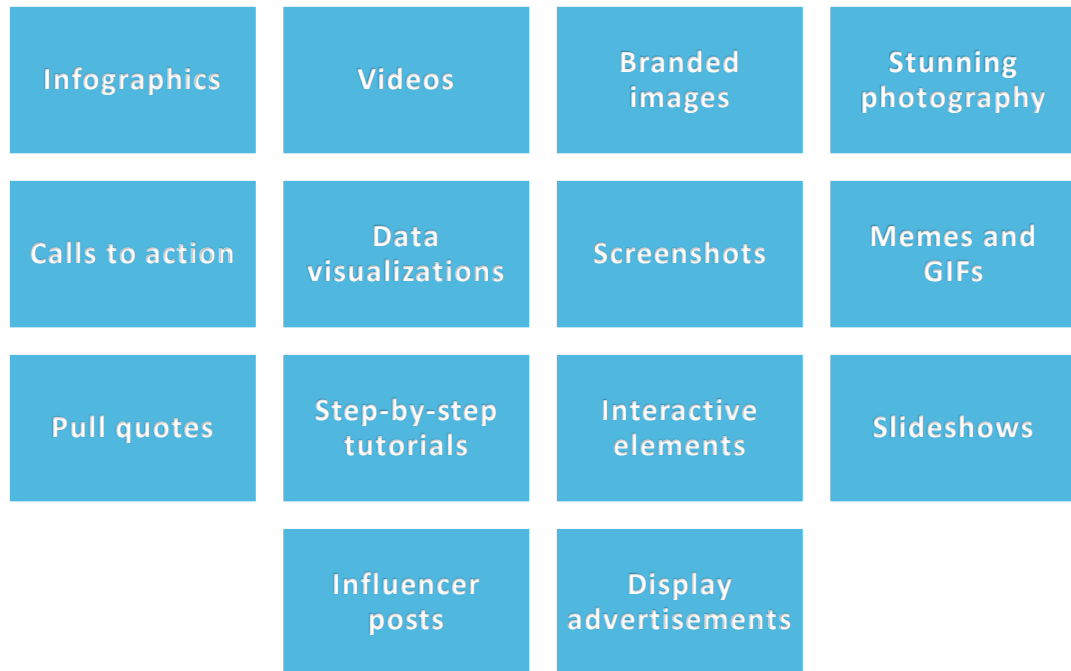 Infographics
Videos
Branded
images
Stunning
photography
Calls to action
Data
visualizations
Screenshots
Memes and
GIFs
Pull quotes
Step-by-step
tutorials
Interactive
elements
Slideshows
Influencer
posts
Display
advertisements